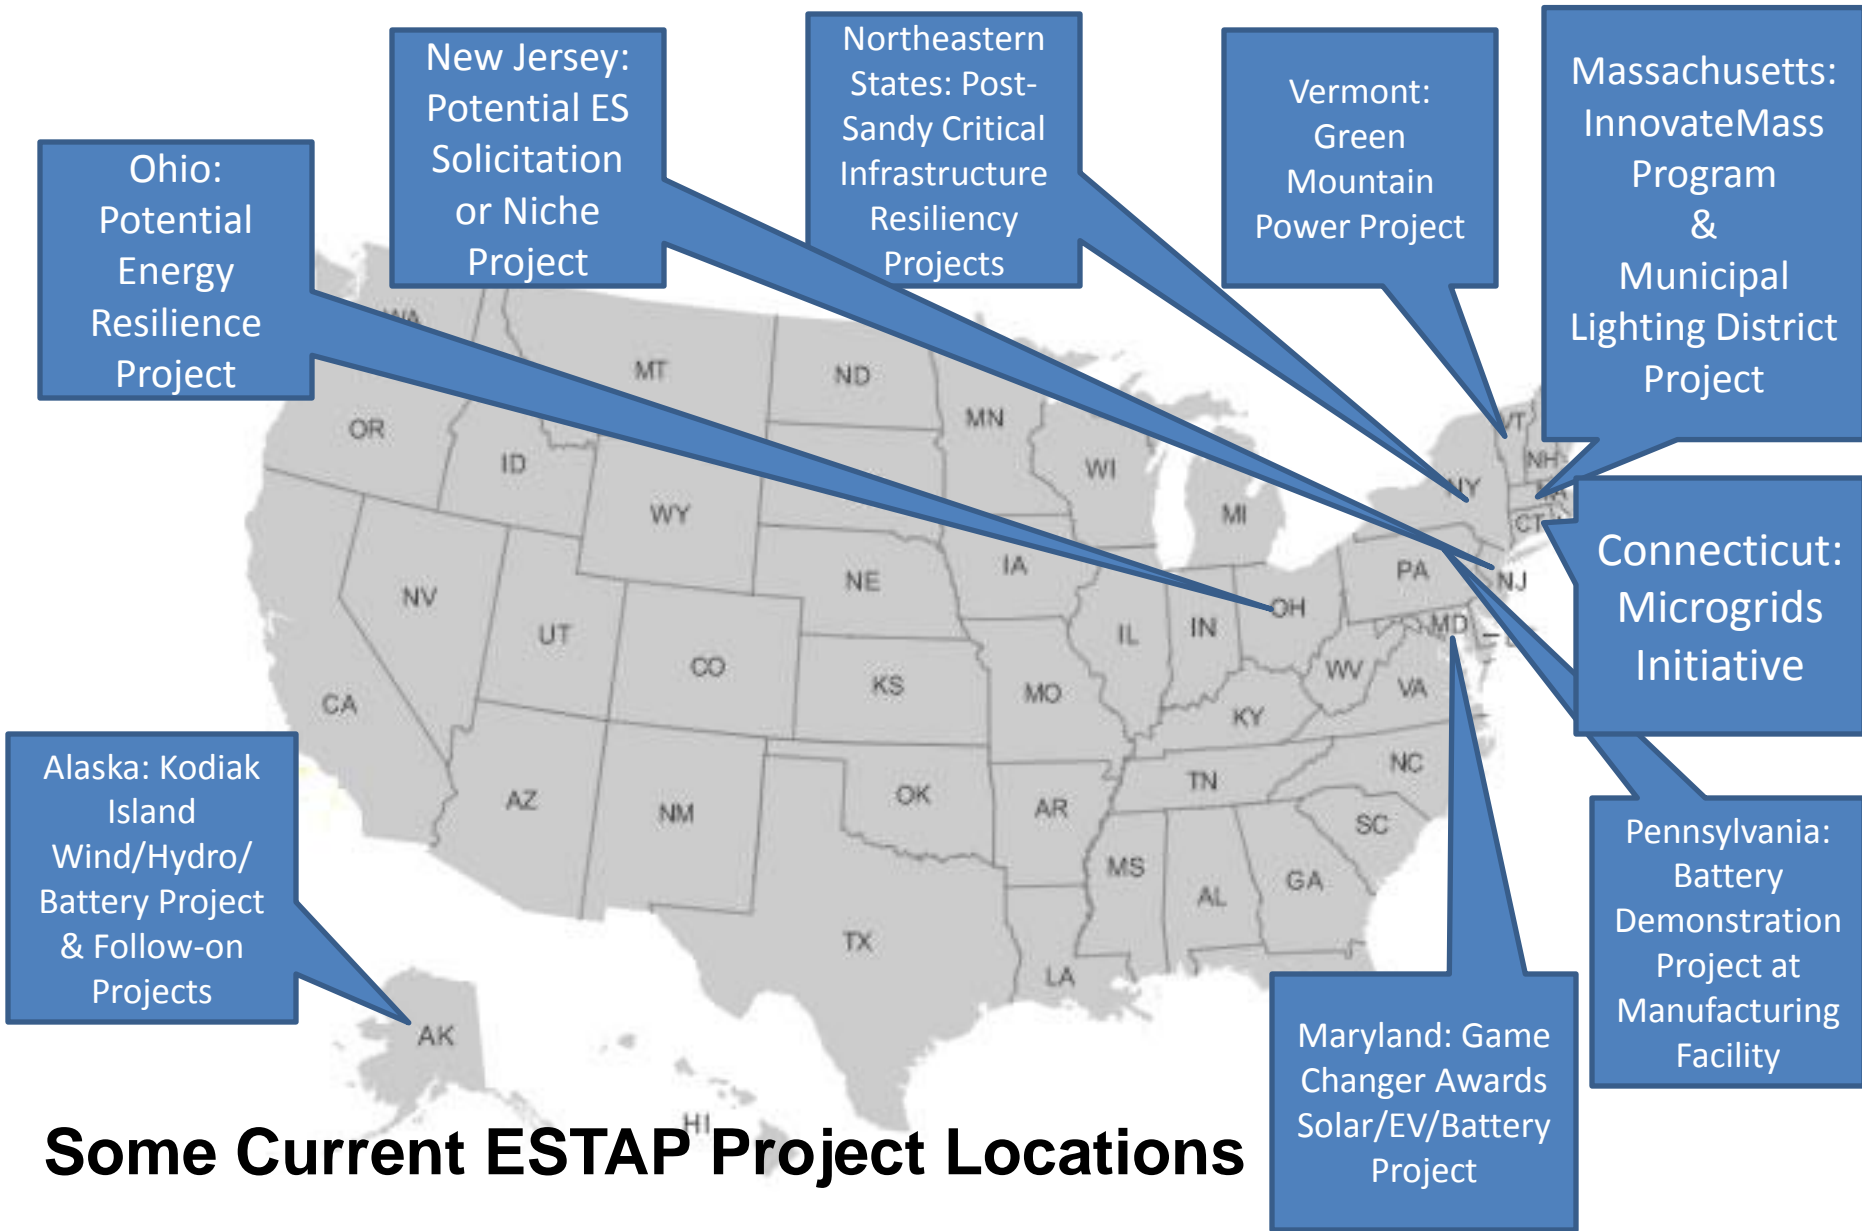 New Jersey:
Potential ES
Solicitation
or Niche
Project
Northeastern
States: Post-
Sandy Critical
Infrastructure
Resiliency
Projects
Vermont:
Green
Mountain
Power Project
Massachusetts:
InnovateMass
Program
&
Municipal
Lighting District
Project
Ohio:
Potential
Energy
Resilience
Project
Connecticut:
Microgrids
Initiative
Alaska: Kodiak
Island
Wind/Hydro/
Battery Project
& Follow-on
Projects
Pennsylvania:
Battery
Demonstration
Project at
Manufacturing
Facility
Maryland: Game
Changer Awards
Solar/EV/Battery
Project
WA
MT
ND
MN
OR
ID
WI
VT
NH
NY
MA
WY
MI
CT
IA
PA
NJ
NE
NV
OH
UT
IL
IN
MD
CO
WV
KS
MO
VA
CA
KY
NC
TN
AZ
OK
NM
AR
SC
MS
GA
AL
TX
LA
AK
HI
Some Current ESTAP Project Locations